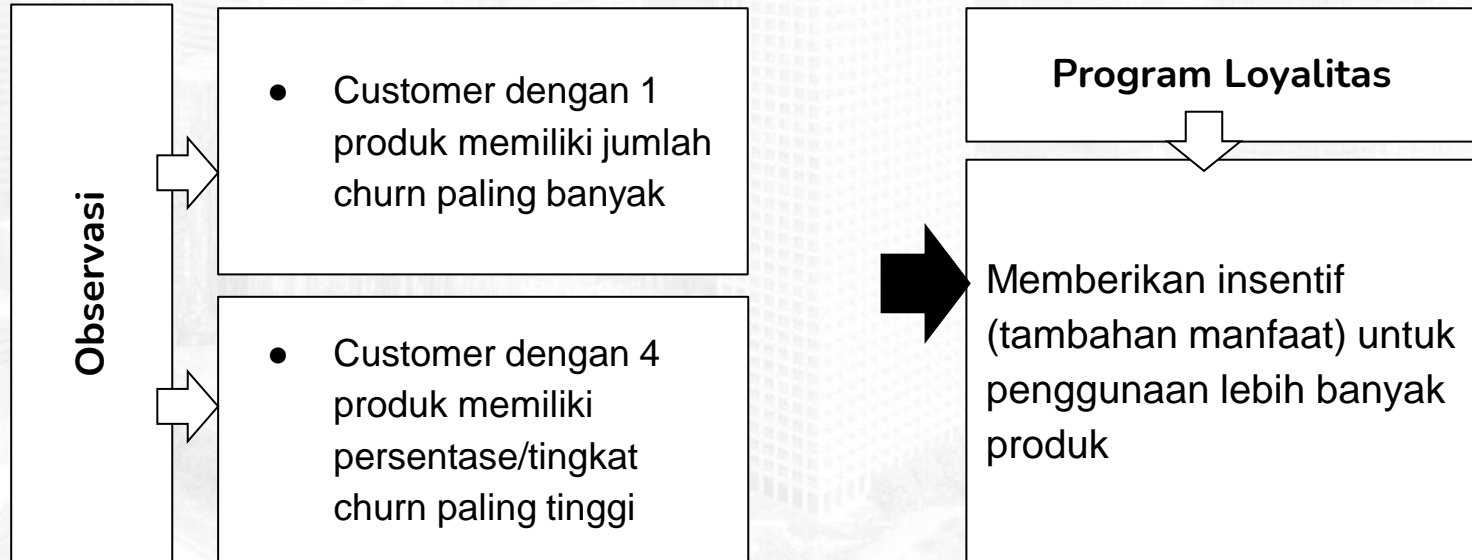 Observasi
● Customer dengan 1
produk memiliki jumlah
churn paling banyak
● Customer dengan 4
produk memiliki
persentase/tingkat
churn paling tinggi
Program Loyalitas
Memberikan insentif
(tambahan manfaat) untuk
penggunaan lebih banyak
produk